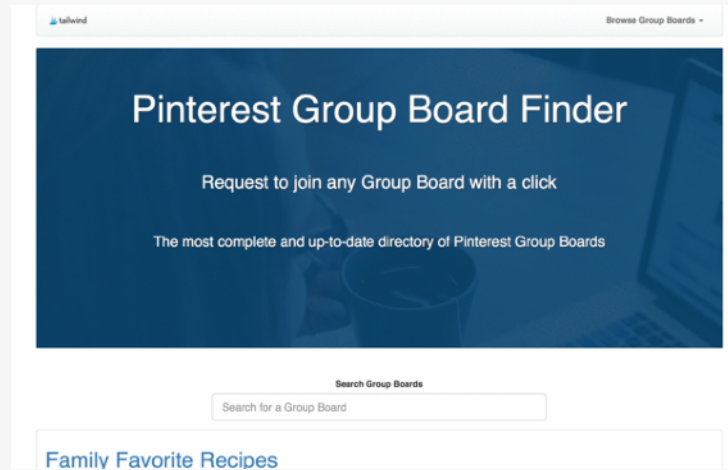 tailwind
Browse Group Boards
Pinterest Group Board Finder
Request to join any Group Board with a click
The most complete and up-to-date directory of Pinterest Group Boards
Search Group Boards
Search for a Group Board
Family Favorite Recipes